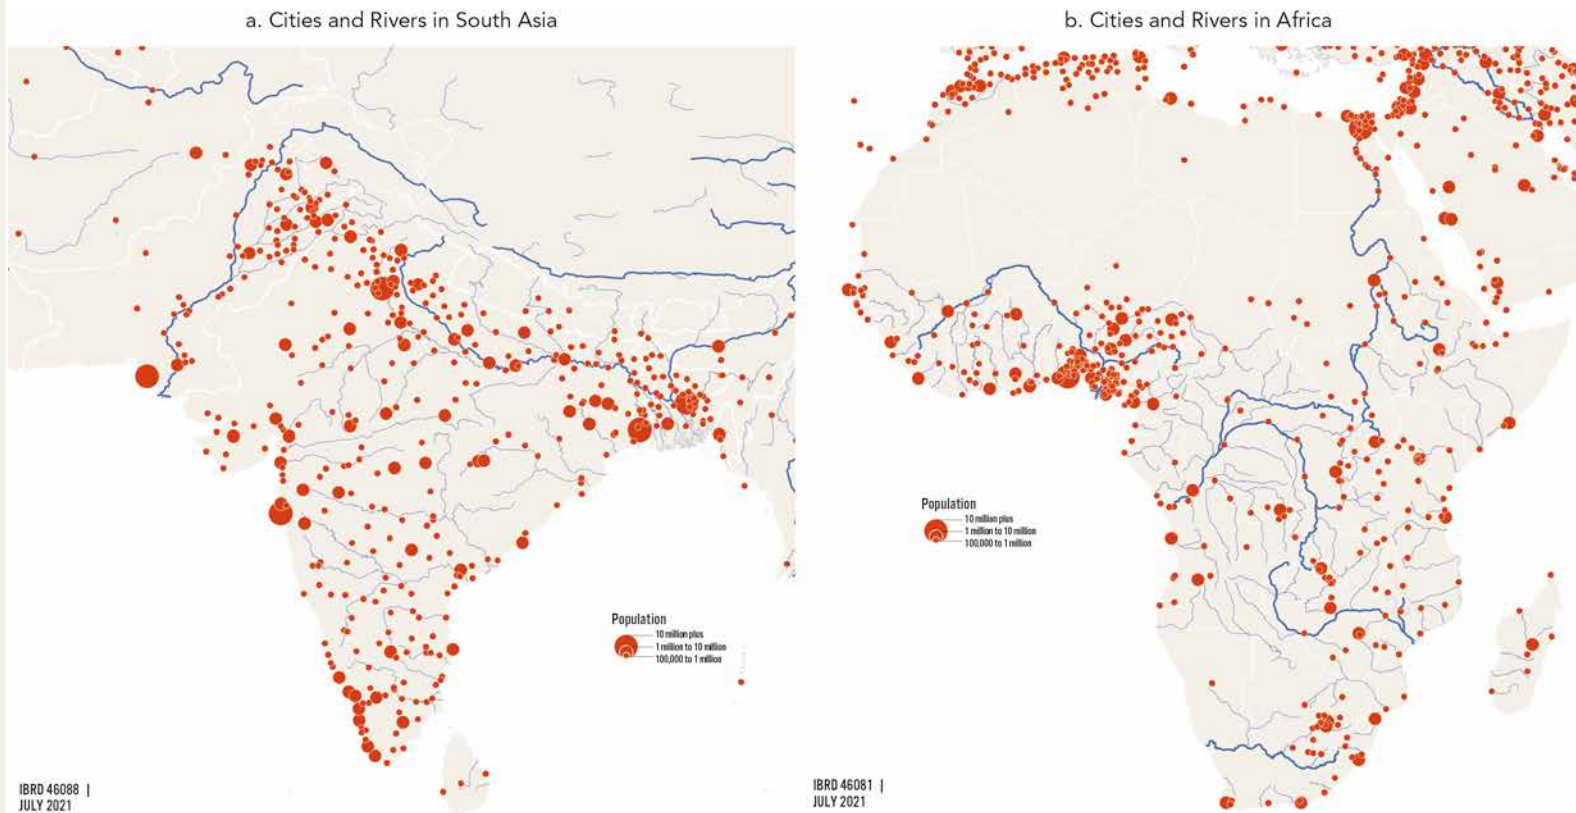 a. Cities and Rivers in South Asia
b. Cities and Rivers in Africa
Population
10 million plus
1 million to 10 million
100,000 to 1 million
IBRD 46088 |
JULY 2021
Population
10 million plus
1 million to 10 million
100,000 to 1 million
IBRD 46081 |
JULY 2021